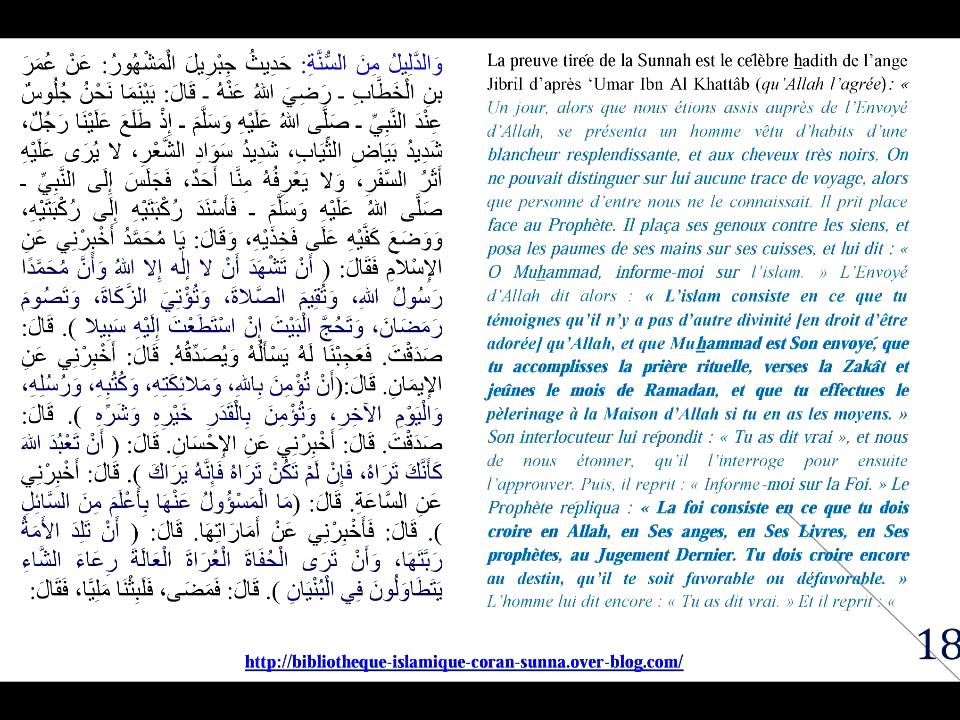 وَالدَّلِيلُ مِنَ السُّنَّةِ: حَدِيثُ جِبْرِيلَ الْمَشْهُورُ: عَنْ عُمَرَ
بنِ الْخَطَّابِ ـ رَضِيَ اللهُ عَنْهُ ـ قَالَ: بَيْنَمَا نَحْنُ جُلُوسٌ
عِنْدَ النَّبِيِّ ـ صَلَّى اللهُ عَلَيْهِ وَسَلَّمَ ـ إِذْ طَلَعَ عَلَيْنَا رَجُلٌ،
شَدِيدُ بَيَاضِ الثِّيَابِ، شَدِيدُ سَوَادِ الشَّعْرِ، لا يُرَى عَلَيْهِ
أَثَرُ السَّفَرِ، وَلا يَعْرِفُهُ مِنَّا أَحَدٌ، فَجَلَسَ إِلَى النَّبِيِّ ـ
صَلَّى اللهُ عَلَيْهِ وَسَلَّمَ ـ فَأَسْنَدَ رُكْبَتَيْهِ إِلَى رُكْبَتَيْهِ،
وَوَضَعَ كَفَّيْهِ عَلَى فَخِذَيْهِ، وَقَالَ: يَا مُحَمَّدُ أَخْبِرْنِي عَنِ
الإِسْلامِ فَقَالَ: ( أَنْ تَشْهَدَ أَنْ لا إِله إِلا اللهُ وَأَنَّ مُحَمَّدًا
رَسُولُ اللهِ، وَتُقِيمَ الصَّلاةَ، وَتُؤْتِيَ الزَّكَاةَ، وَتَصُومَ
رَمَضَانَ، وَتَحُجَّ الْبَيْتَ إِنْ اسْتَطَعْتَ إِلَيْهِ سَبِيلا ). قَالَ:
صَدَقْتَ. فَعَجِبْنَا لَهُ يَسْأَلُهُ وَيُصَدِّقُهُ. قَالَ: أَخْبِرْنِي عَنِ
الإِيمَانِ. قَالَ:(أَنْ تُؤْمِنَ بِاللهِ، وَمَلائِكَتِهِ، وَكُتُبِهِ، وَرُسُلِهِ،
وَالْيَوْمِ الآخِرِ، وَتُؤْمِنَ بِالْقَدَرِ خَيْرِهِ وَشَرِّهِ ). قَالَ:
صَدَقْتَ. قَالَ: أَخْبِرْنِي عَنِ الإِحْسَانِ. قَالَ: ( أَنْ تَعْبُدَ اللهَ
كَأَنَّكَ تَرَاهُ، فَإِنْ لَمْ تَكُنْ تَرَاهُ فَإِنَّهُ يَرَاكَ ). قَالَ: أَخْبِرْنِي
عَنِ السَّاعَةِ. قَالَ: (مَا الْمَسْؤُولُ عَنْهَا بِأَعْلَمَ مِنَ السَّائِلِ
). قَالَ: فَأَخْبِرْنِي عَنْ أَمَارَاتِهَا. قَالَ: ( أَنْ تَلِدَ الأَمَةُ
رَبَّتَهَا، وَأَنْ تَرَى الْحُفَاةَ الْعُرَاةَ الْعَالَةَ رِعَاءَ الشَّاءِ
يَتَطَاوَلُونَ فِي الْبُنْيَانِ ). قَالَ: فَمَضَى، فَلَبِثْنَا مَلِيًّا، فَقَالَ:
La preuve tirée de la Sunnah est le célèbre hadith de l’ange
Jibril d’après ‘Umar Ibn Al Khattâb (qu’Allah l’agrée) : «
Un jour, alors que nous étions assis auprès de l’Envoyé
d’Allah, se présenta un homme vêtu d’habits d’une
blancheur resplendissante, et aux cheveux très noirs. On
ne pouvait distinguer sur lui aucune trace de voyage, alors
que personne d’entre nous ne le connaissait. Il prit place
face au Prophète. Il plaça ses genoux contre les siens, et
posa les paumes de ses mains sur ses cuisses, et lui dit : «
O Muhammad, informe-moi sur l’islam. » L’Envoyé
d’Allah dit alors : « L’islam consiste en ce que tu
témoignes qu’il n’y a pas d’autre divinité [en droit d’être
adorée] qu’Allah, et que Muhammad est Son envoyé, que
tu accomplisses la prière rituelle, verses la Zakât et
jeûnes le mois de Ramadan, et que tu effectues le
pèlerinage à la Maison d’Allah si tu en as les moyens. »
Son interlocuteur lui répondit : « Tu as dit vrai », et nous
de nous étonner, qu’il l’interroge pour ensuite
l’approuver. Puis, il reprit : « Informe-moi sur la Foi. » Le
Prophète répliqua : « La foi consiste en ce que tu dois
croire en Allah, en Ses anges, en Ses Livres, en Ses
prophètes, au Jugement Dernier. Tu dois croire encore
au destin, qu’il te soit favorable ou défavorable. »
L’homme lui dit encore : « Tu as dit vrai. » Et il reprit : «
18
http://bibliotheque-islamique-coran-sunna.over-blog.com/